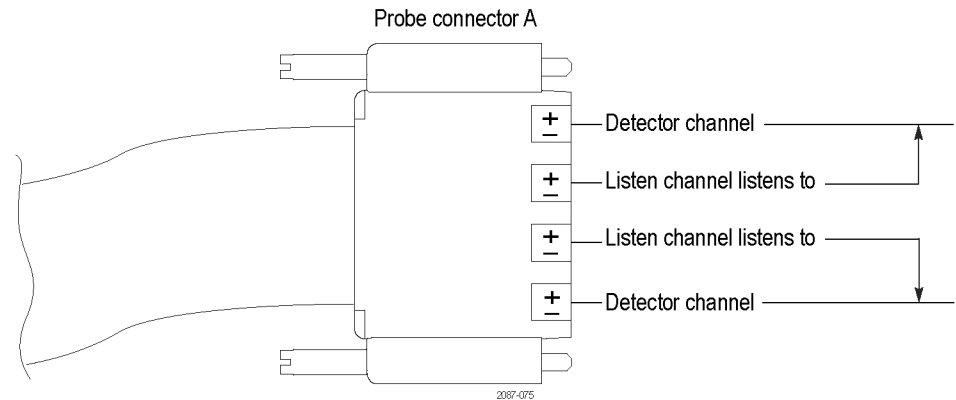 Probe connector A
+
−
Detector channel
+
−
Listen channel listens to
+
−
Listen channel listens to
+
−
Detector channel
2087-075